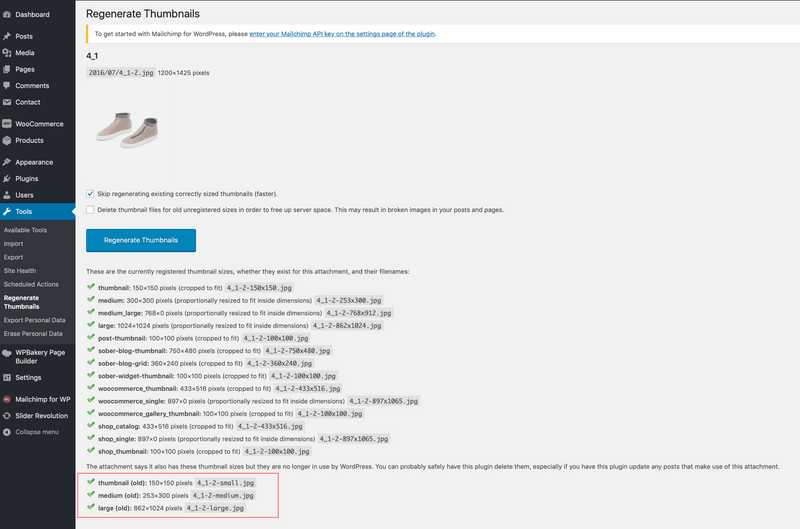 Dashboard
Posts
Media
Pages
Comments
Contact
WooCommerce
Products
Appearance
Plugins
Users
Tools
Available Tools
Import
Export
Site Health
Scheduled Actions
Regenerate
Thumbnails
Export Personal Data
Erase Personal Data
WPBakery Page
Builder
Settings
Mailchimp for WP
Slider Revolution
Collapse menu
Regenerate Thumbnails
To get started with Mailchimp for WordPress, please enter your Mailchimp API key on the settings page of the plugin.
4_1
2016/07/4_1-2.jpg 1200×1425 pixels
Skip regenerating existing correctly sized thumbnails (faster).
Delete thumbnail files for old unregistered sizes in order to free up server space. This may result in broken images in your posts and pages.
Regenerate Thumbnails
These are the currently registered thumbnail sizes, whether they exist for this attachment, and their filenames:
thumbnail: 150×150 pixels (cropped to fit) 4_1-2-150x150.jpg
medium: 300×300 pixels (proportionally resized to fit inside dimensions) 4_1-2-253x300.jpg
medium_large: 768×0 pixels (proportionally resized to fit inside dimensions) 4_1-2-768x912.jpg
large: 1024×1024 pixels (proportionally resized to fit inside dimensions) 4_1-2-862x1024.jpg
post-thumbnail: 100×100 pixels (cropped to fit) 4_1-2-100x100.jpg
sober-blog-thumbnail: 750×480 pixels (cropped to fit) 4_1-2-750x480.jpg
sober-blog-grid: 360×240 pixels (cropped to fit) 4_1-2-360x240.jpg
sober-widget-thumbnail: 100×100 pixels (cropped to fit) 4_1-2-100x100.jpg
woocommerce_thumbnail: 433×516 pixels (cropped to fit) 4_1-2-433x516.jpg
woocommerce_single: 897×0 pixels (proportionally resized to fit inside dimensions) 4_1-2-897x1065.jpg
woocommerce_gallery_thumbnail: 100×100 pixels (cropped to fit) 4_1-2-100x100.jpg
shop_catalog: 433×516 pixels (cropped to fit) 4_1-2-433x516.jpg
shop_single: 897×0 pixels (proportionally resized to fit inside dimensions) 4_1-2-897x1065.jpg
shop_thumbnail: 100×100 pixels (cropped to fit) 4_1-2-100x100.jpg
The attachment says it also has these thumbnail sizes but they are no longer in use by WordPress. You can probably safely have this plugin delete them, especially if you have this plugin update any posts that make use of this attachment.
thumbnail (old): 150×150 pixels 4_1-2-small.jpg
medium (old): 253×300 pixels 4_1-2-medium.jpg
large (old): 862×1024 pixels 4_1-2-large.jpg